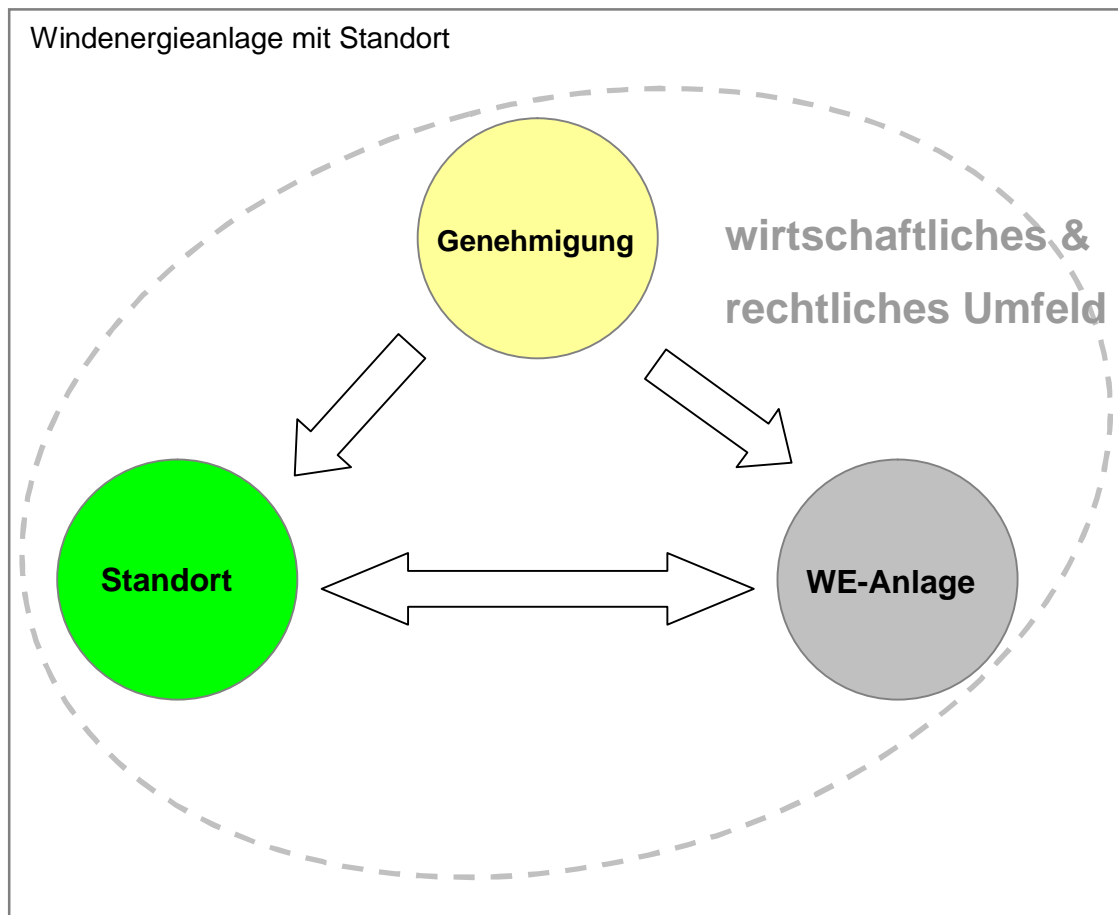 Windenergieanlage mit Standort
Genehmigung
wirtschaftliches &
rechtliches Umfeld
Standort
WE-Anlage